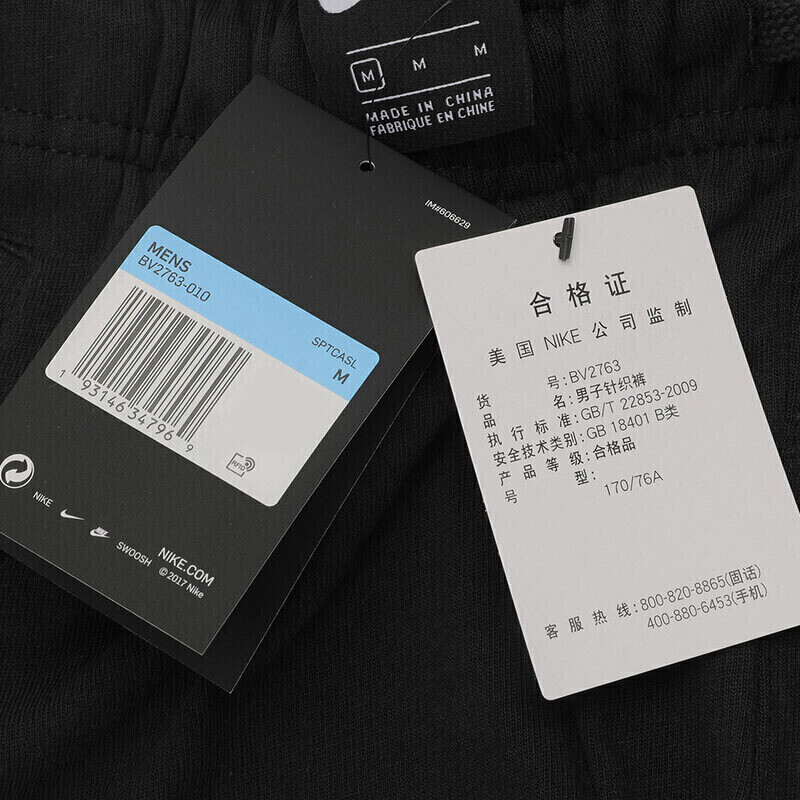 M M M
MADE IN CHINA
FABRIQUE EN CHINE
IM#606629
MENS
BV2763-010
SPTCASL
M
1 93146 34796 9
RFID
NIKE
SWOOSH
NIKE.COM
© 2017 Nike
合格证
美国 NIKE 公司监制
货号:BV2763
品名:男子针织裤
执行标准:GB/T 22853-2009
安全技术类别:GB 18401 B类
产品等级:合格品
号型:
170/76A
客服热线:800-820-8865(固话)
400-880-6453(手机)